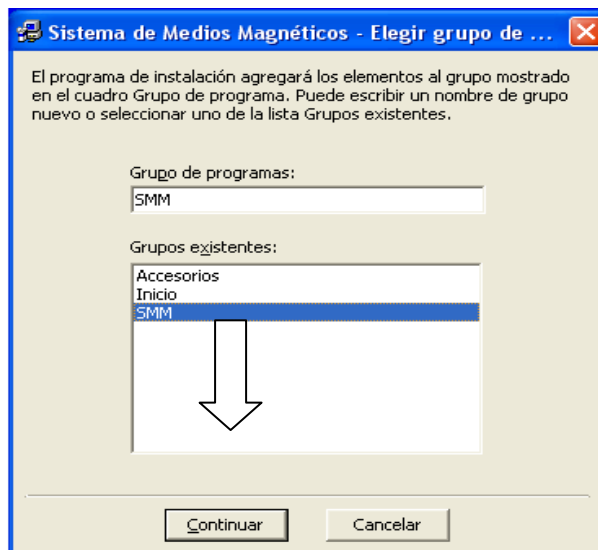 Sistema de Medios Magnéticos - Elegir grupo de ...
El programa de instalación agregará los elementos al grupo mostrado
en el cuadro Grupo de programa. Puede escribir un nombre de grupo
nuevo o seleccionar uno de la lista Grupos existentes.
Grupo de programas:
SMM
Grupos existentes:
Accesorios
Inicio
SMM
Continuar
Cancelar